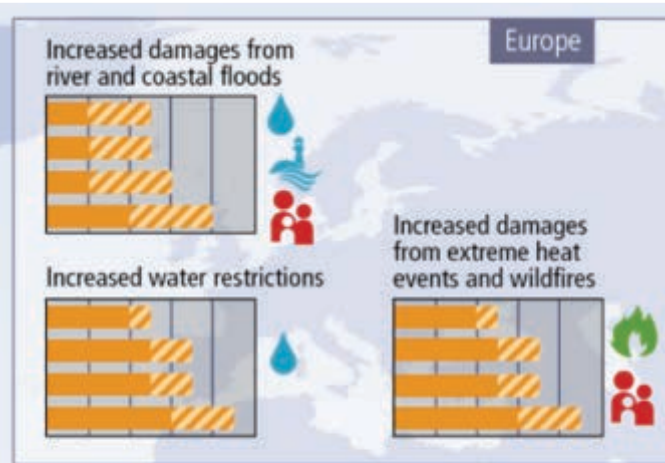 Europe
Increased damages from
river and coastal floods
Increased water restrictions
Increased damages
from extreme heat
events and wildfires